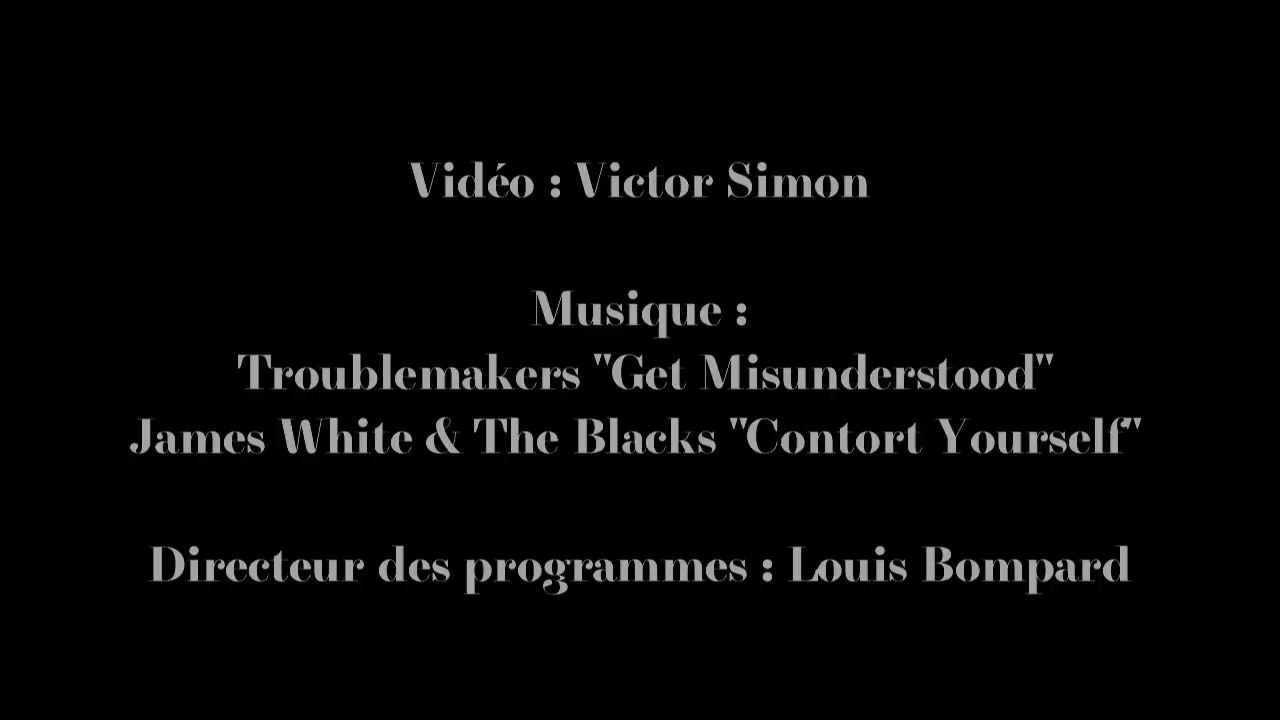 Vidéo : Victor Simon
Musique :
Troublemakers "Get Misunderstood"
James White & The Blacks "Contort Yourself"
Directeur des programmes : Louis Bompard